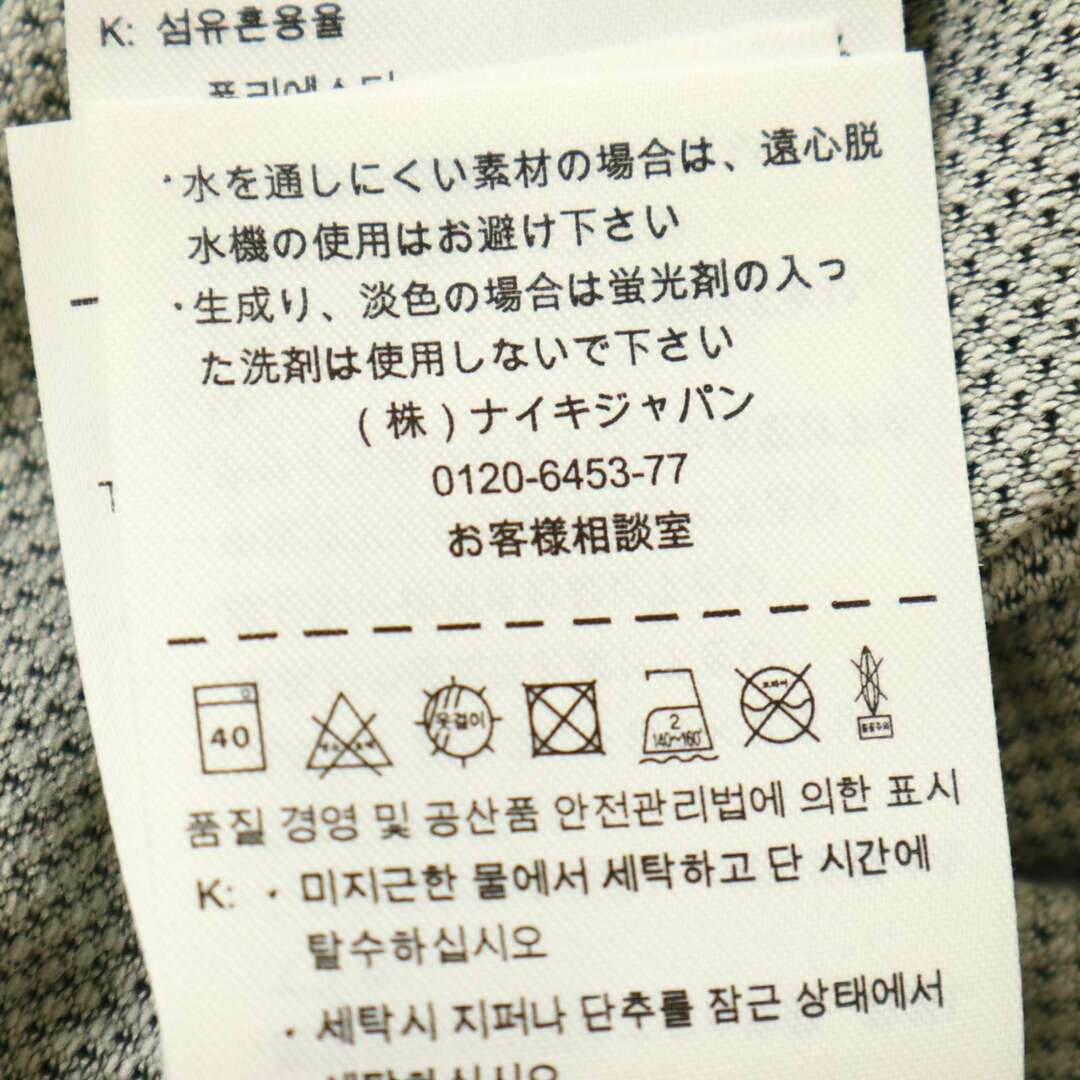 K: 섬유혼용율
・水を通しにくい素材の場合は、遠心脱
水機の使用はお避け下さい
・生成り、淡色の場合は蛍光剤の入っ
た洗剤は使用しないで下さい
(株)ナイキジャパン
0120-6453-77
お客様相談室
40
옷걸이
2
140~160°
드라이
품질 경영 및 공산품 안전관리법에 의한 표시
K: ・ 미지근한 물에서 세탁하고 단 시간에
탈수하십시오
・ 세탁시 지퍼나 단추를 잠근 상태에서